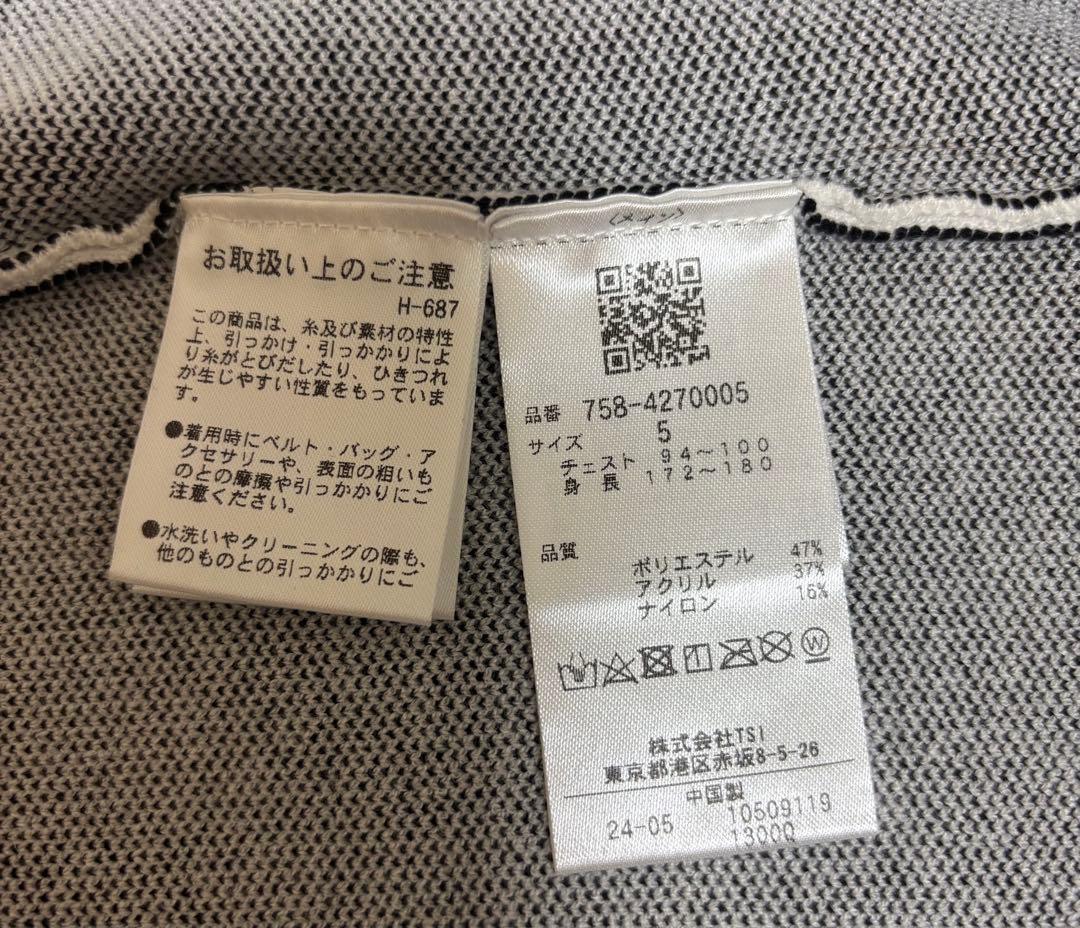 お取扱い上のご注意
H-687
この商品は、糸及び素材の特性
上、引っかけ・引っかかりによ
り糸がとびだしたり、ひきつれ
が生じやすい性質をもっていま
す。
●着用時にベルト・バッグ・ア
クセサリーや、表面の粗いも
のとの摩擦や引っかかりにご
注意ください。
●水洗いやクリーニングの際も、
他のものとの引っかかりにご
〈メイン〉
品番 758-4270005
サイズ 5
チェスト 94〜100
身長 172〜180
品質
ポリエステル 47%
アクリル 37%
ナイロン 16%
W
株式会社TSI
東京都港区赤坂8-5-26
中国製
24-05 10509119
13000